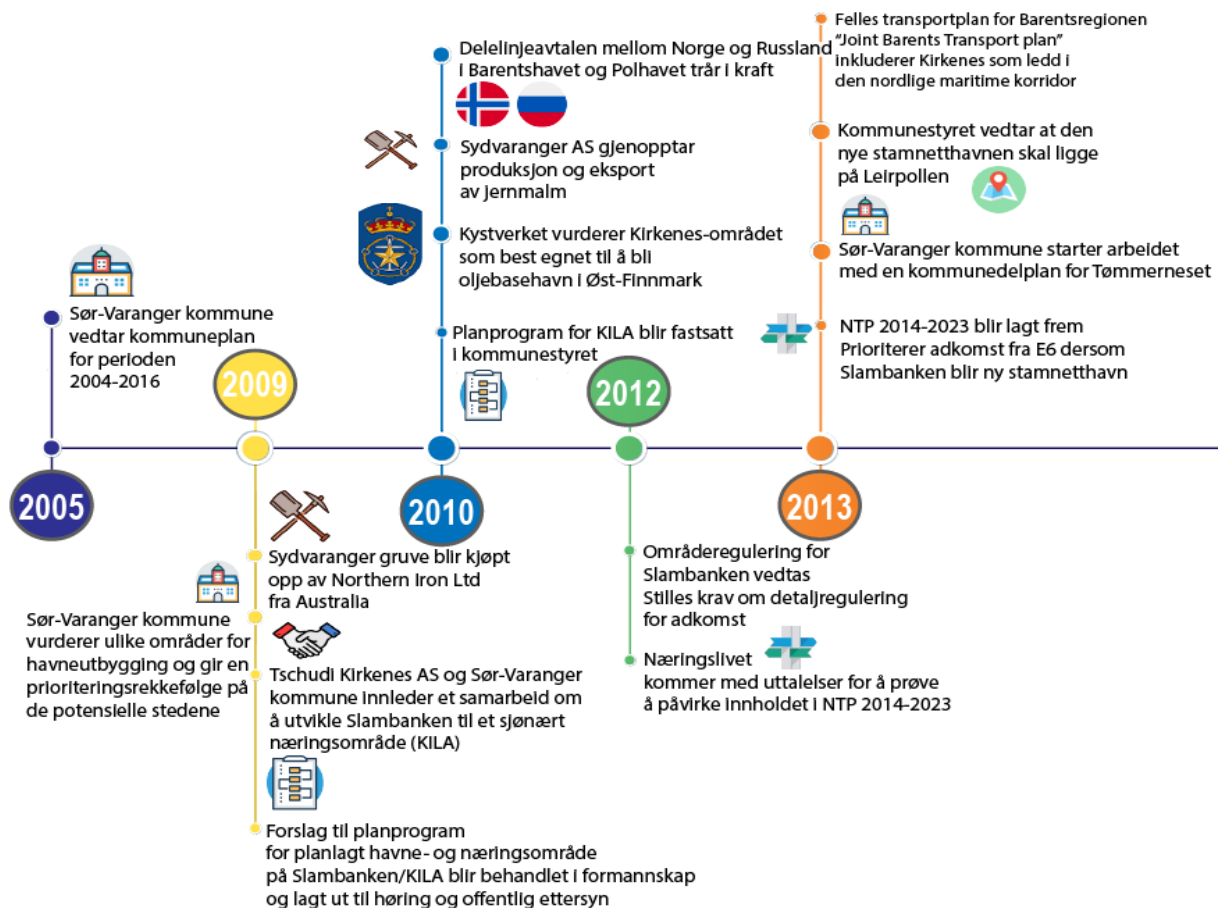 Sør-Varanger kommune
vedtar kommuneplan
for perioden
2004-2016
2005
2009
Sydvaranger gruve blir kjøpt
opp av Northern Iron Ltd
fra Australia
Sør-Varanger kommune
vurderer ulike områder for
havneutbygging og gir en
prioriteringsrekkefølge på
de potensielle stedene
Tschudi Kirkenes AS og Sør-Varanger
kommune innleder et samarbeid om
å utvikle Slambanken til et sjønært
næringsområde (KILA)
Forslag til planprogram
for planlagt havne- og næringsområde
på Slambanken/KILA blir behandlet i formannskap
og lagt ut til høring og offentlig ettersyn
Delelinjeavtalen mellom Norge og Russland
i Barentshavet og Polhavet trår i kraft
Sydvaranger AS gjenopptar
produksjon og eksport
av jernmalm
Kystverket vurderer Kirkenes-området
som best egnet til å bli
oljebasehavn i Øst-Finnmark
Planprogram for KILA blir fastsatt
i kommunestyret
2010
2012
Områderegulering for
Slambanken vedtas
Stilles krav om detaljregulering
for adkomst
Næringslivet
kommer med uttalelser for å prøve
å påvirke innholdet i NTP 2014-2023
Felles transportplan for Barentsregionen
“Joint Barents Transport plan”
inkluderer Kirkenes som ledd i
den nordlige maritime korridor
Kommunestyret vedtar at den
nye stamnetthavnen skal ligge
på Leirpollen
Sør-Varanger kommune starter arbeidet
med en kommunedelplan for Tømmerneset
NTP 2014-2023 blir lagt frem
Prioriterer adkomst fra E6 dersom
Slambanken blir ny stamnetthavn
2013